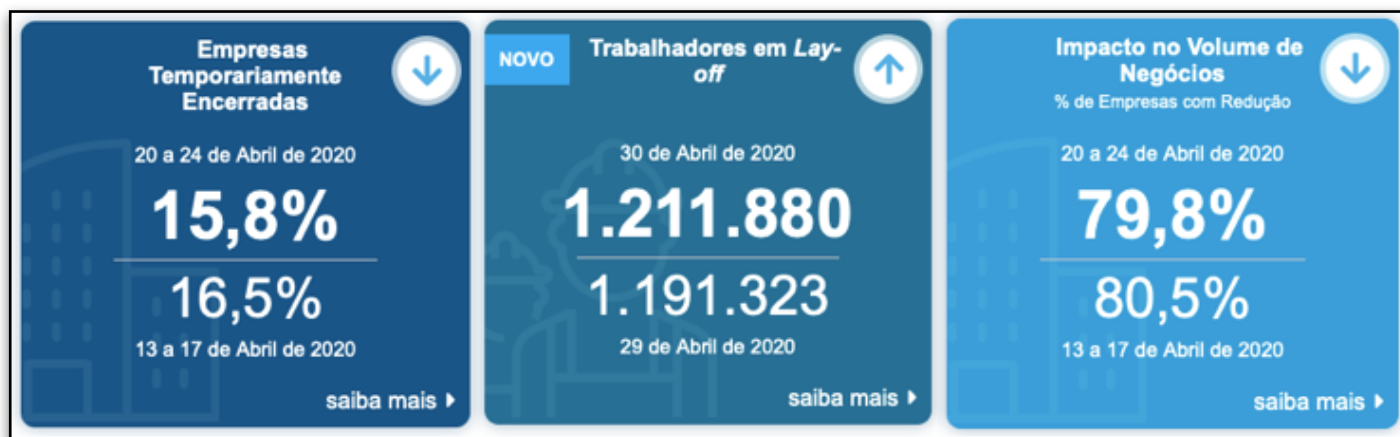 Empresas
Temporariamente
Encerradas
20 a 24 de Abril de 2020
15,8%
16,5%
13 a 17 de Abril de 2020
saiba mais
NOVO
Trabalhadores em Lay-
off
30 de Abril de 2020
1.211.880
1.191.323
29 de Abril de 2020
saiba mais
Impacto no Volume de
Negócios
% de Empresas com Redução
20 a 24 de Abril de 2020
79,8%
80,5%
13 a 17 de Abril de 2020
saiba mais